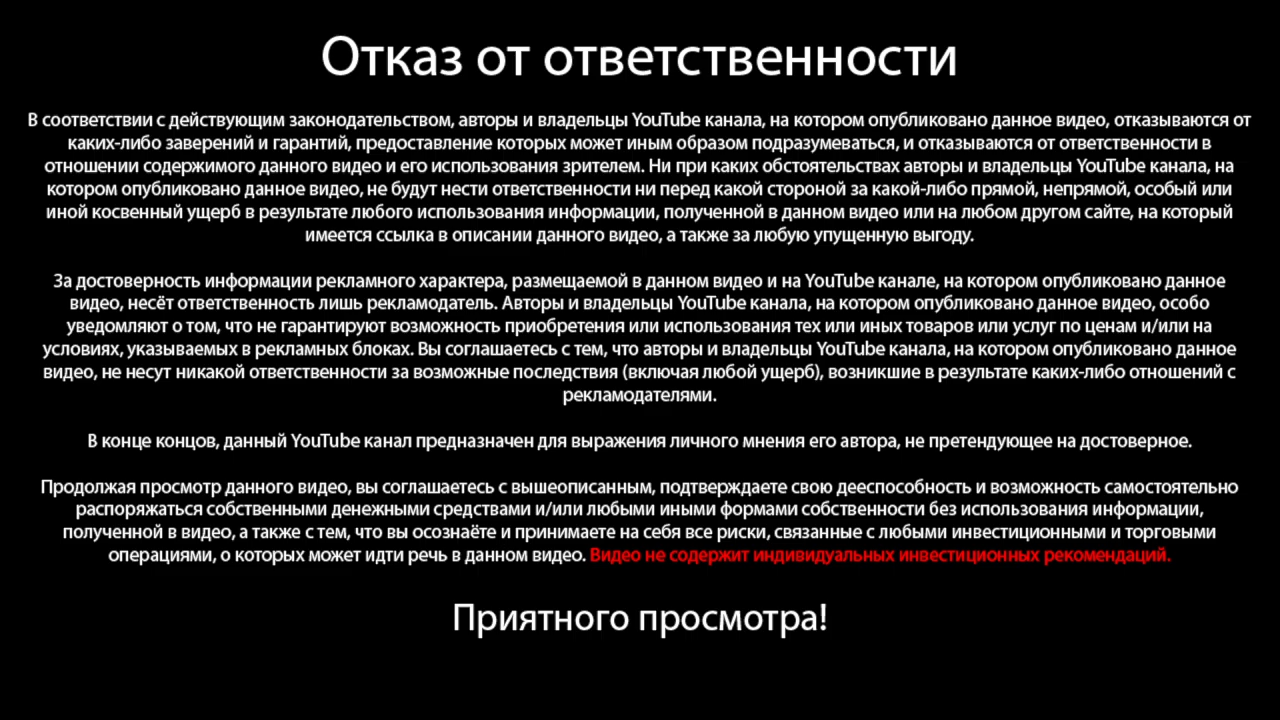 Отказ от ответственности
В соответствии с действующим законодательством, авторы и владельцы YouTube канала, на котором опубликовано данное видео, отказываются от
каких-либо заверений и гарантий, предоставление которых может иным образом подразумеваться, и отказываются от ответственности в
отношении содержимого данного видео и его использования зрителем. Ни при каких обстоятельствах авторы и владельцы YouTube канала, на
котором опубликовано данное видео, не будут нести ответственности ни перед какой стороной за какой-либо прямой, непрямой, особый или
иной косвенный ущерб в результате любого использования информации, полученной в данном видео или на любом другом сайте, на который
имеется ссылка в описании данного видео, а также за любую упущенную выгоду.
За достоверность информации рекламного характера, размещаемой в данном видео и на YouTube канале, на котором опубликовано данное
видео, несёт ответственность лишь рекламодатель. Авторы и владельцы YouTube канала, на котором опубликовано данное видео, особо
уведомляют о том, что не гарантируют возможность приобретения или использования тех или иных товаров или услуг по ценам и/или на
условиях, указываемых в рекламных блоках. Вы соглашаетесь с тем, что авторы и владельцы YouTube канала, на котором опубликовано данное
видео, не несут никакой ответственности за возможные последствия (включая любой ущерб), возникшие в результате каких-либо отношений с
рекламодателями.
В конце концов, данный YouTube канал предназначен для выражения личного мнения его автора, не претендующее на достоверное.
Продолжая просмотр данного видео, вы соглашаетесь с вышеописанным, подтверждаете свою дееспособность и возможность самостоятельно
распоряжаться собственными денежными средствами и/или любыми иными формами собственности без использования информации,
полученной в видео, а также с тем, что вы осознаёте и принимаете на себя все риски, связанные с любыми инвестиционными и торговыми
операциями, о которых может идти речь в данном видео. Видео не содержит индивидуальных инвестиционных рекомендаций.
Приятного просмотра!